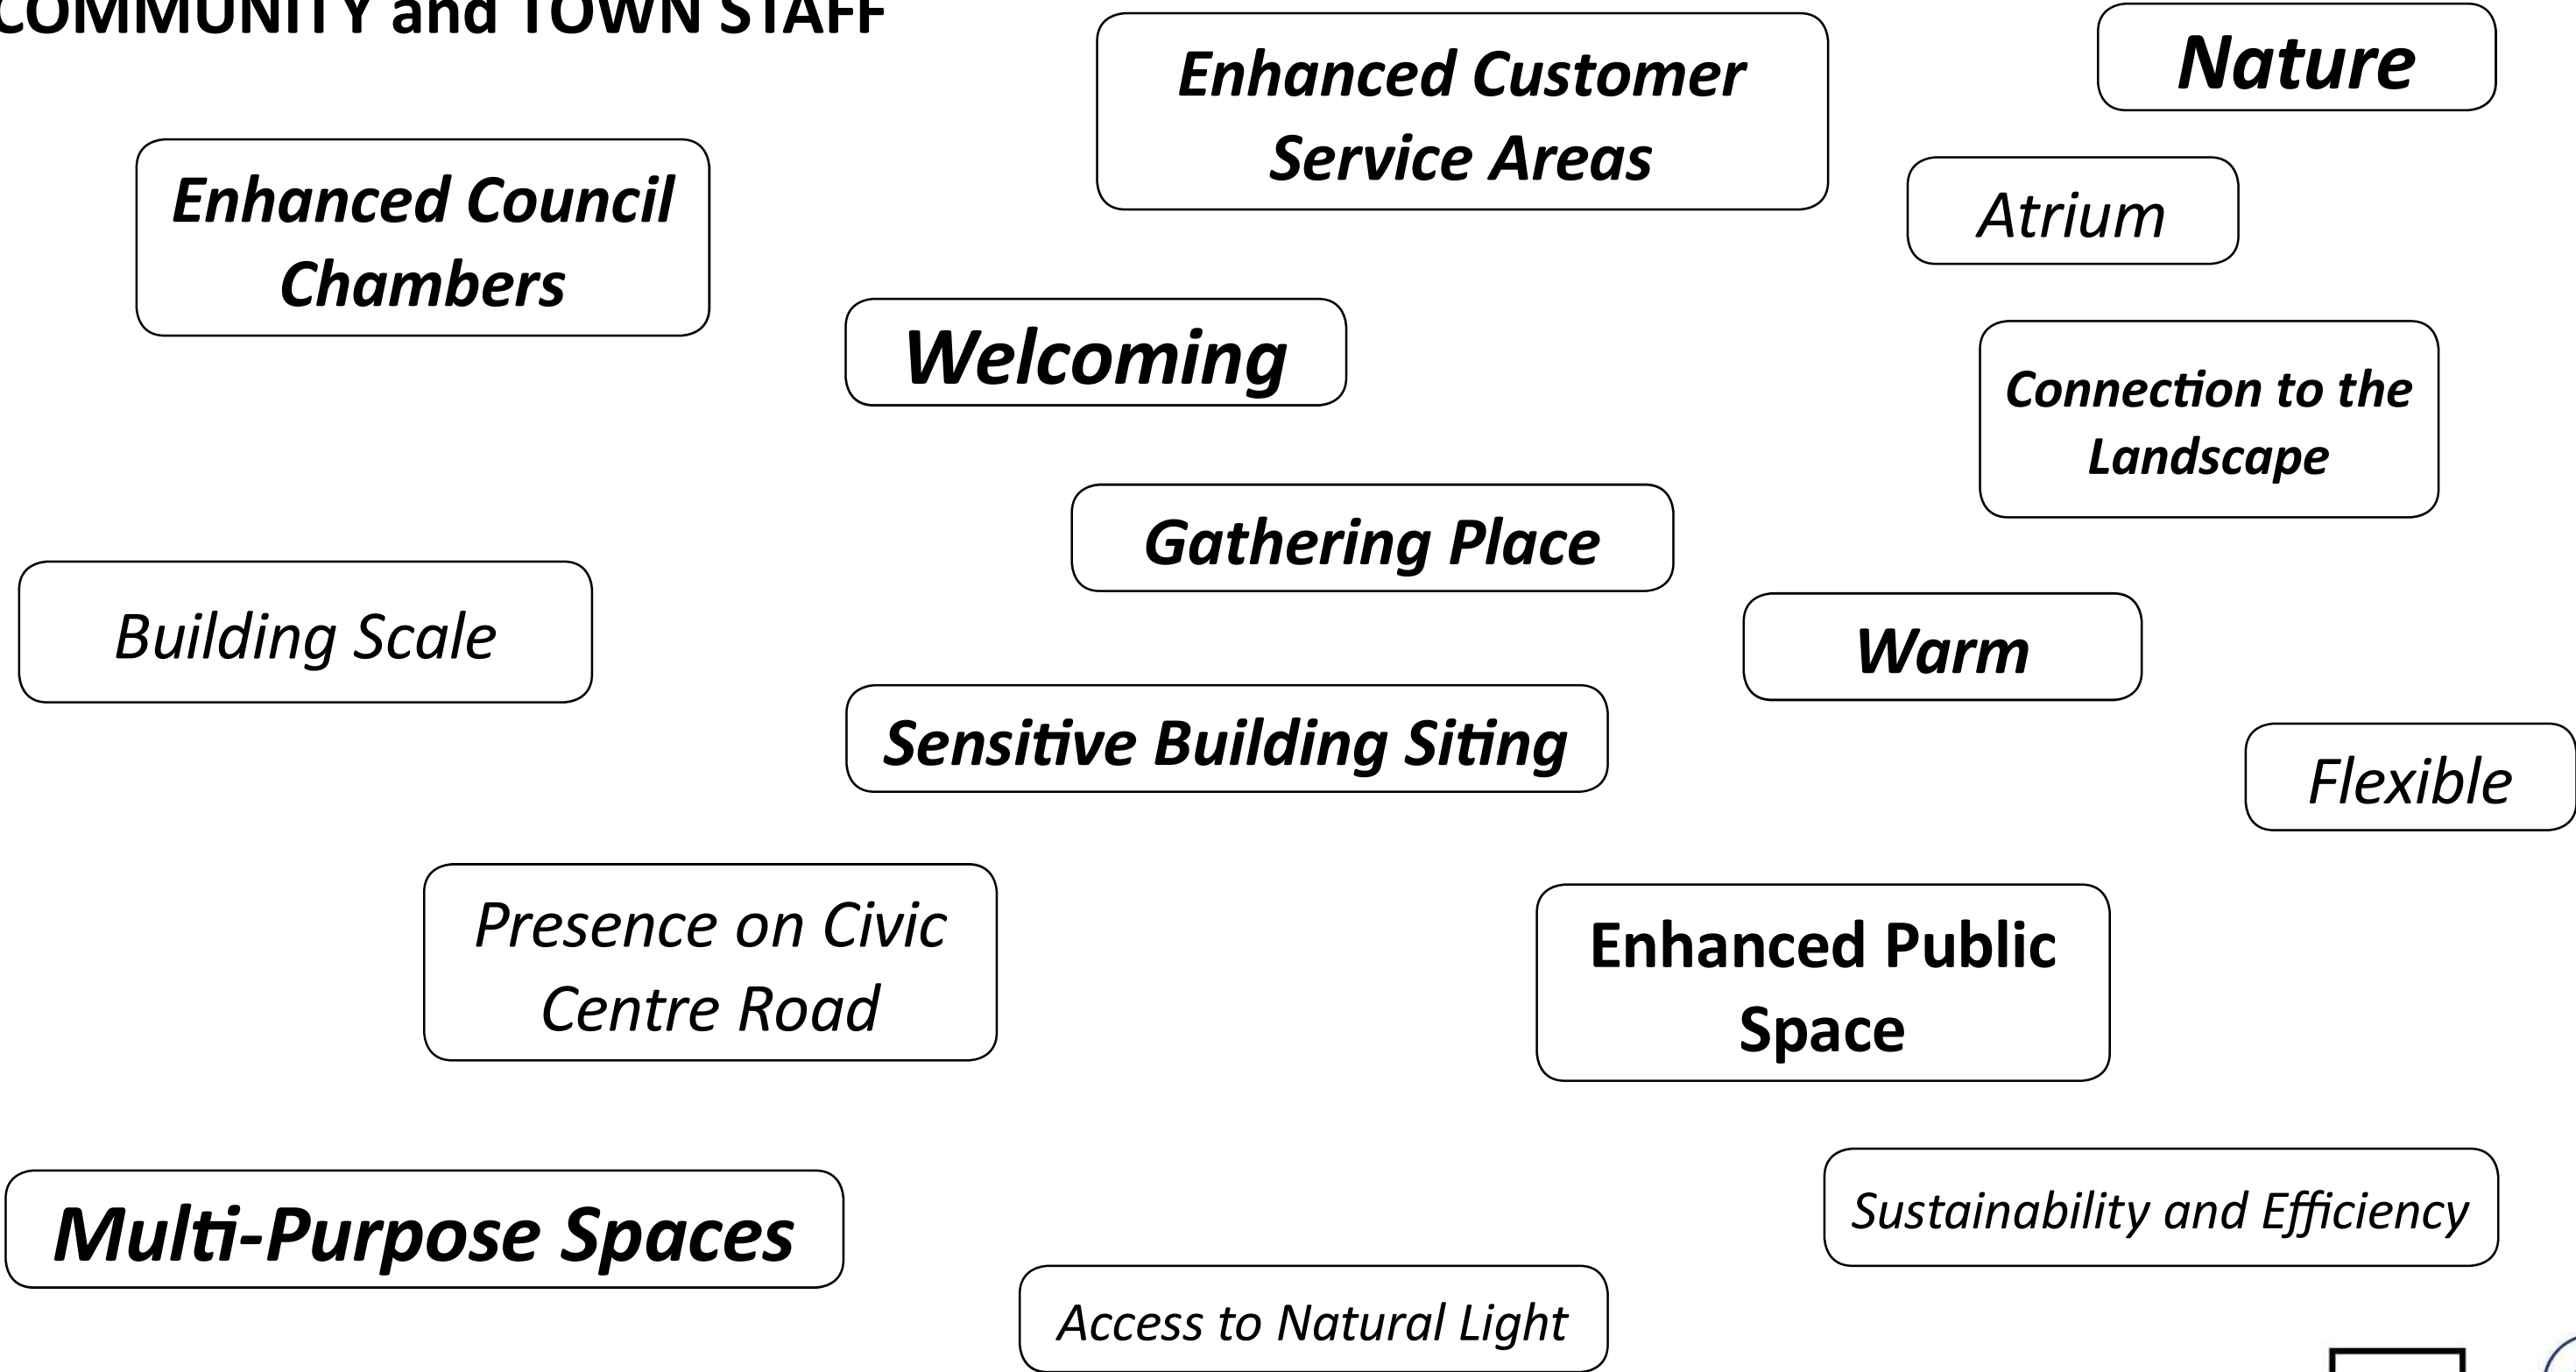 COMMUNITY and TOWN STAFF
Enhanced Customer
Service Areas
Nature
Enhanced Council
Chambers
Atrium
Welcoming
Connection to the
Landscape
Gathering Place
Building Scale
Warm
Sensitive Building Siting
Flexible
Presence on Civic
Centre Road
Enhanced Public
Space
Multi-Purpose Spaces
Sustainability and Efficiency
Access to Natural Light